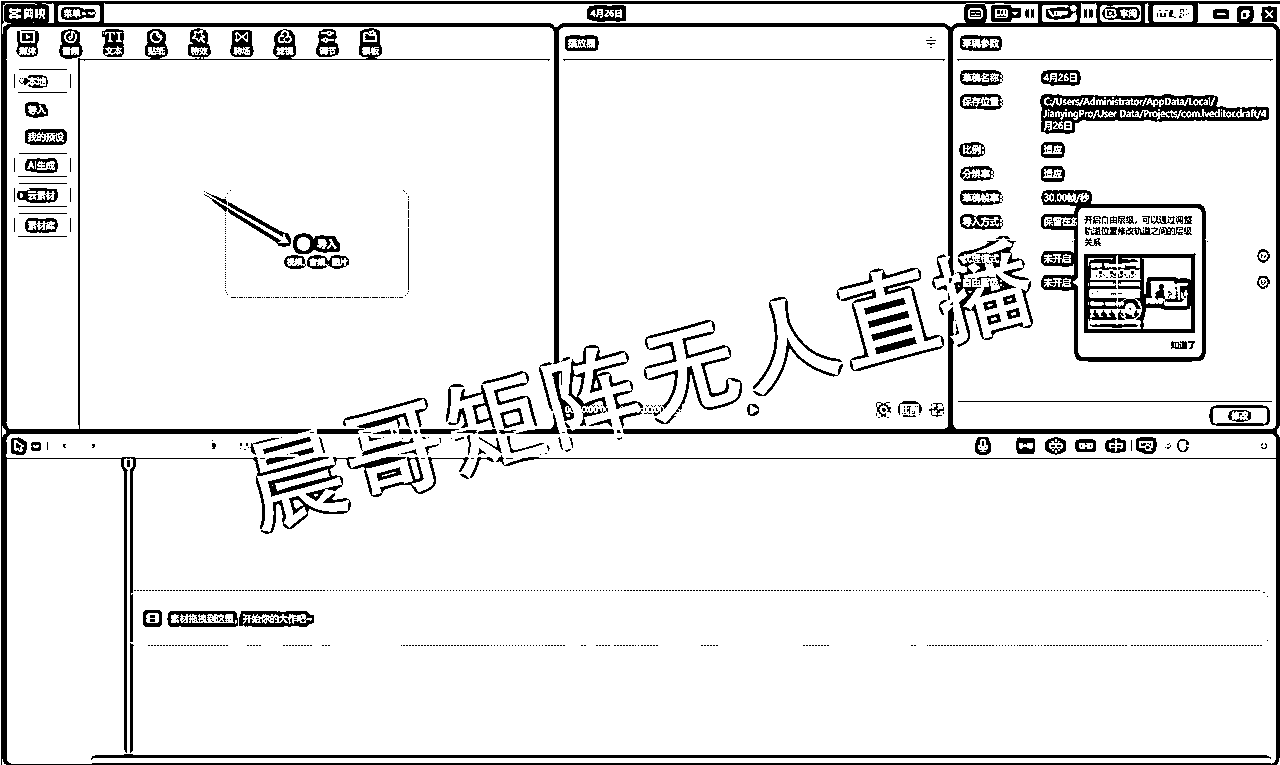 剪映 菜单
4月26日
媒体 音频 文本 贴纸 特效 转场 滤镜 调节 模板
本地
导入
我的预设
AI生成
云素材
素材库
导入
视频、音频、图片
播放器
草稿参数
草稿名称: 4月26日
保存位置: C:/Users/Administrator/AppData/Local/
JianyingPro/User Data/Projects/com.lveditor.draft/4
月26日
比例: 适应
分辨率: 适应
草稿帧率: 30.00帧/秒
导入方式: 保留在
未开启
未开启
开启自由层级，可以通过调整
轨道位置修改轨道之间的层级
关系
知道了
修改
晨哥矩阵无人直播
素材拖拽到这里，开始你的大作吧~